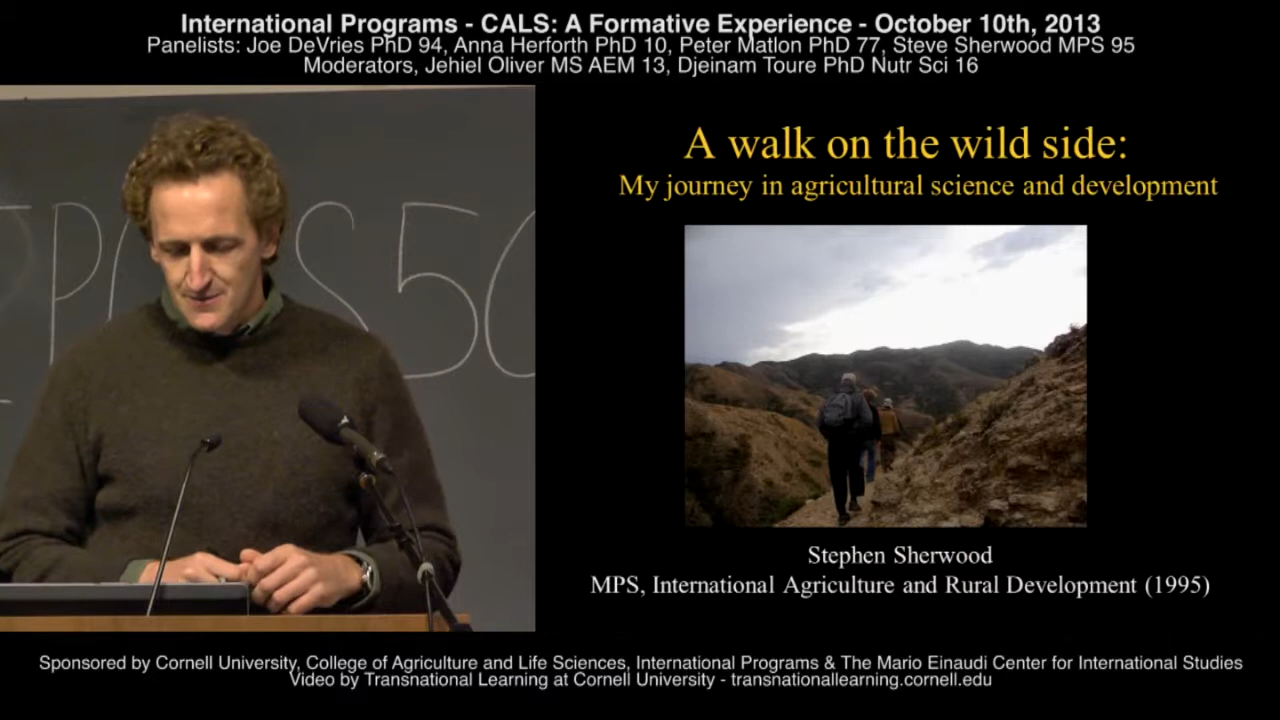 International Programs - CALS: A Formative Experience - October 10th, 2013
Panelists: Joe DeVries PhD 94, Anna Herforth PhD 10, Peter Matlon PhD 77, Steve Sherwood MPS 95
Moderators, Jehiel Oliver MS AEM 13, Djeinam Toure PhD Nutr Sci 16
A walk on the wild side:
My journey in agricultural science and development
Stephen Sherwood
MPS, International Agriculture and Rural Development (1995)
Sponsored by Cornell University, College of Agriculture and Life Sciences, International Programs & The Mario Einaudi Center for International Studies
Video by Transnational Learning at Cornell University - transnationallearning.cornell.edu